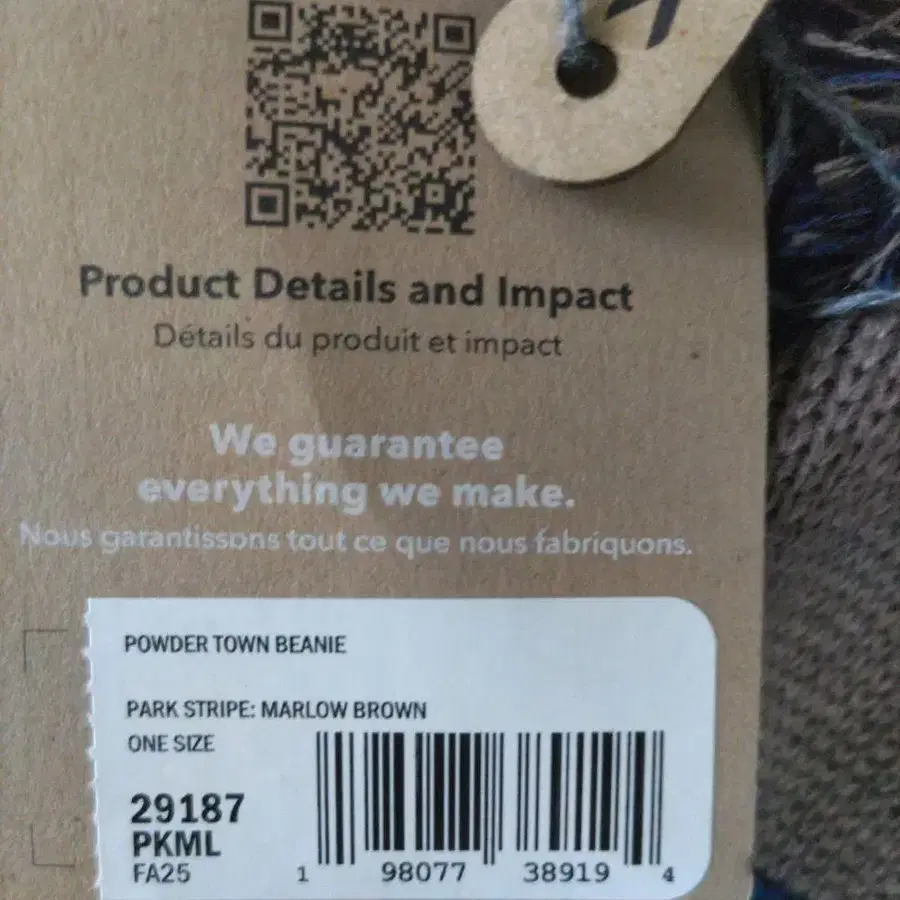 Product Details and Impact
Détails du produit et impact
We guarantee
everything we make.
Nous garantissons tout ce que nous fabriquons.
POWDER TOWN BEANIE
PARK STRIPE: MARLOW BROWN
ONE SIZE
29187
PKML
FA25
1 98077 38919 4